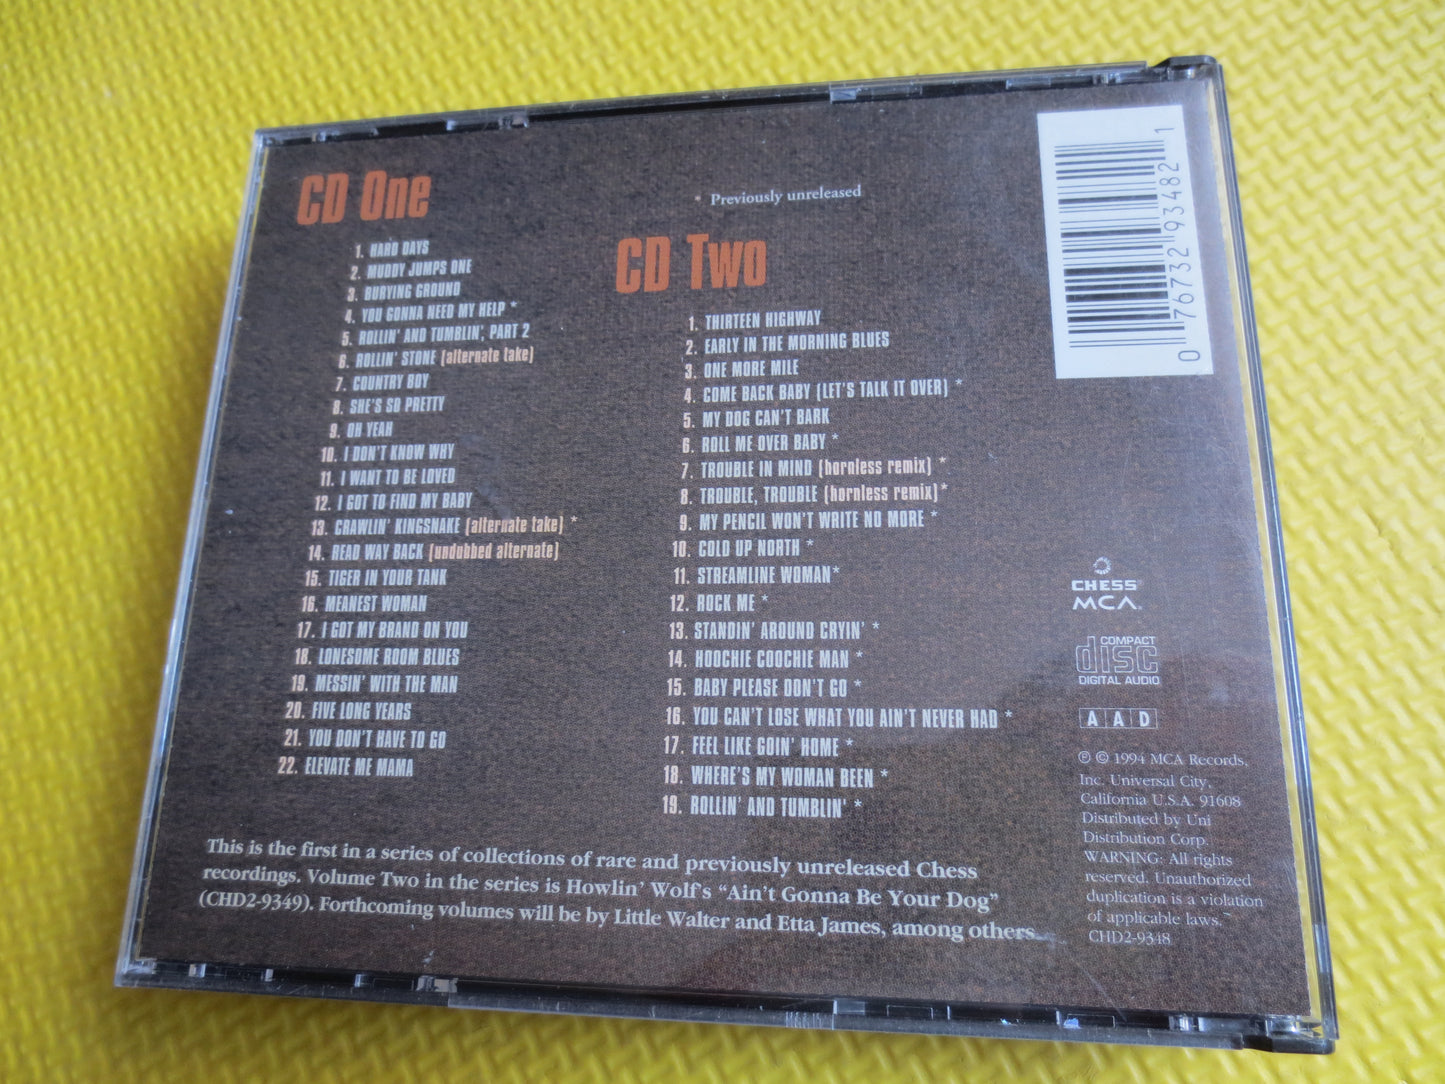 CD One
1. HARD DAYS
2. MUDDY JUMPS ONE
3. BURYING GROUND
4. YOU GONNA NEED MY HELP *
5. ROLLIN' AND TUMBLIN', PART 2
6. ROLLIN' STONE (alternate take)
7. COUNTRY BOY
8. SHE'S SO PRETTY
9. OH YEAH
10. I DON'T KNOW WHY
11. I WANT TO BE LOVED
12. I GOT TO FIND MY BABY
13. CRAWLIN' KINGSNAKE (alternate take) *
14. READ WAY BACK (undubbed alternate)
15. TIGER IN YOUR TANK
16. MEANEST WOMAN
17. I GOT MY BRAND ON YOU
18. LONESOME ROOM BLUES
19. MESSIN' WITH THE MAN
20. FIVE LONG YEARS
21. YOU DON'T HAVE TO GO
22. ELEVATE ME MAMA
* Previously unreleased
CD Two
1. THIRTEEN HIGHWAY
2. EARLY IN THE MORNING BLUES
3. ONE MORE MILE
4. COME BACK BABY (LET'S TALK IT OVER) *
5. MY DOG CAN'T BARK
6. ROLL ME OVER BABY *
7. TROUBLE IN MIND (hornless remix) *
8. TROUBLE, TROUBLE (hornless remix) *
9. MY PENCIL WON'T WRITE NO MORE *
10. COLD UP NORTH *
11. STREAMLINE WOMAN *
12. ROCK ME *
13. STANDIN' AROUND CRYIN' *
14. HOOCHIE COOCHIE MAN *
15. BABY PLEASE DON'T GO *
16. YOU CAN'T LOSE WHAT YOU AIN'T NEVER HAD *
17. FEEL LIKE GOIN' HOME *
18. WHERE'S MY WOMAN BEEN *
19. ROLLIN' AND TUMBLIN' *
This is the first in a series of collections of rare and previously unreleased Chess
recordings. Volume Two in the series is Howlin' Wolf's "Ain't Gonna Be Your Dog"
(CHD2-9349). Forthcoming volumes will be by Little Walter and Etta James, among others.
0 76732 93482 1
CHESS
MCA
COMPACT
disc
DIGITAL AUDIO
A A D
℗ © 1994 MCA Records,
Inc. Universal City,
California U.S.A. 91608
Distributed by Uni
Distribution Corp.
WARNING: All rights
reserved. Unauthorized
duplication is a violation
of applicable laws.
CHD2-9348